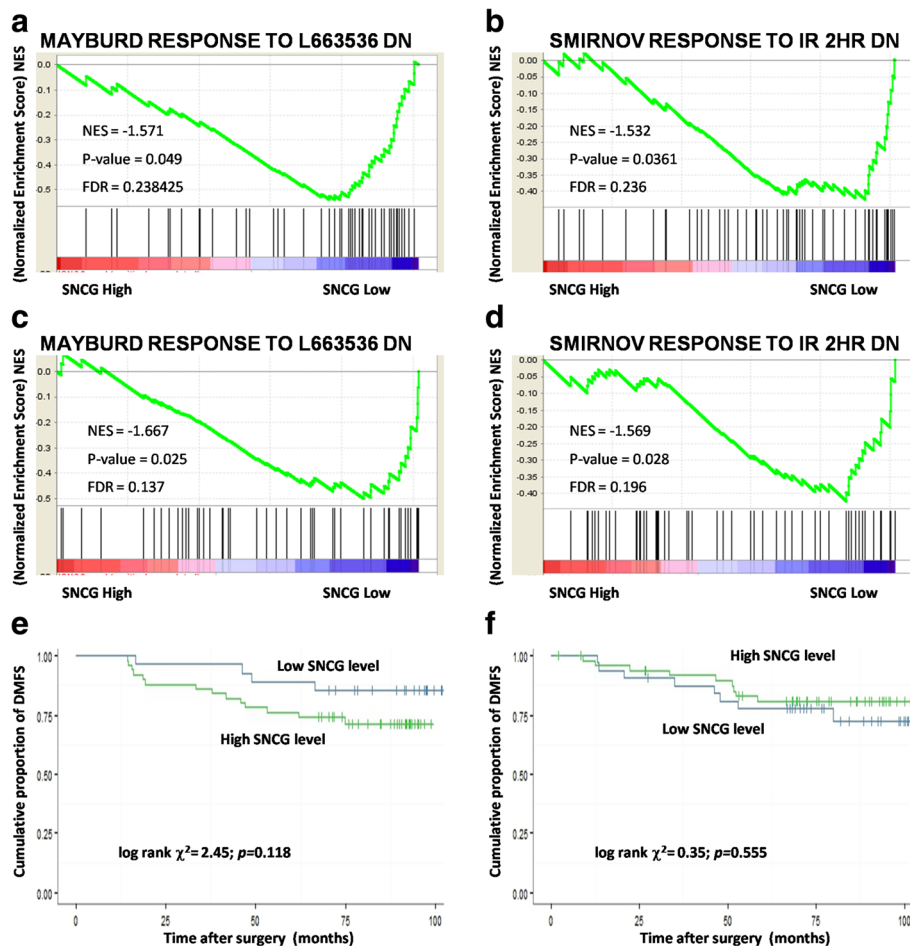 a
MAYBURD RESPONSE TO L663536 DN
(Normalized Enrichment Score) NES
0.0
-0.1
-0.2
-0.3
-0.4
-0.5
NES = -1.571
P-value = 0.049
FDR = 0.238425
SNCG High
SNCG Low
b
SMIRNOV RESPONSE TO IR 2HR DN
(Normalized Enrichment Score) NES
0.00
-0.05
-0.10
-0.15
-0.20
-0.25
-0.30
-0.35
-0.40
NES = -1.532
P-value = 0.0361
FDR = 0.236
SNCG High
SNCG Low
c
MAYBURD RESPONSE TO L663536 DN
(Normalized Enrichment Score) NES
0.0
-0.1
-0.2
-0.3
-0.4
-0.5
NES = -1.667
P-value = 0.025
FDR = 0.137
SNCG High
SNCG Low
d
SMIRNOV RESPONSE TO IR 2HR DN
(Normalized Enrichment Score) NES
0.00
-0.05
-0.10
-0.15
-0.20
-0.25
-0.30
-0.35
-0.40
NES = -1.569
P-value = 0.028
FDR = 0.196
SNCG High
SNCG Low
e
Cumulative proportion of DMFS
1.00
0.75
0.50
0.25
0.00
Low SNCG level
High SNCG level
log rank χ²= 2.45; p=0.118
0 25 50 75 100
Time after surgery (months)
f
Cumulative proportion of DMFS
1.00
0.75
0.50
0.25
0.00
High SNCG level
Low SNCG level
log rank χ²= 0.35; p=0.555
0 25 50 75 100
Time after surgery (months)